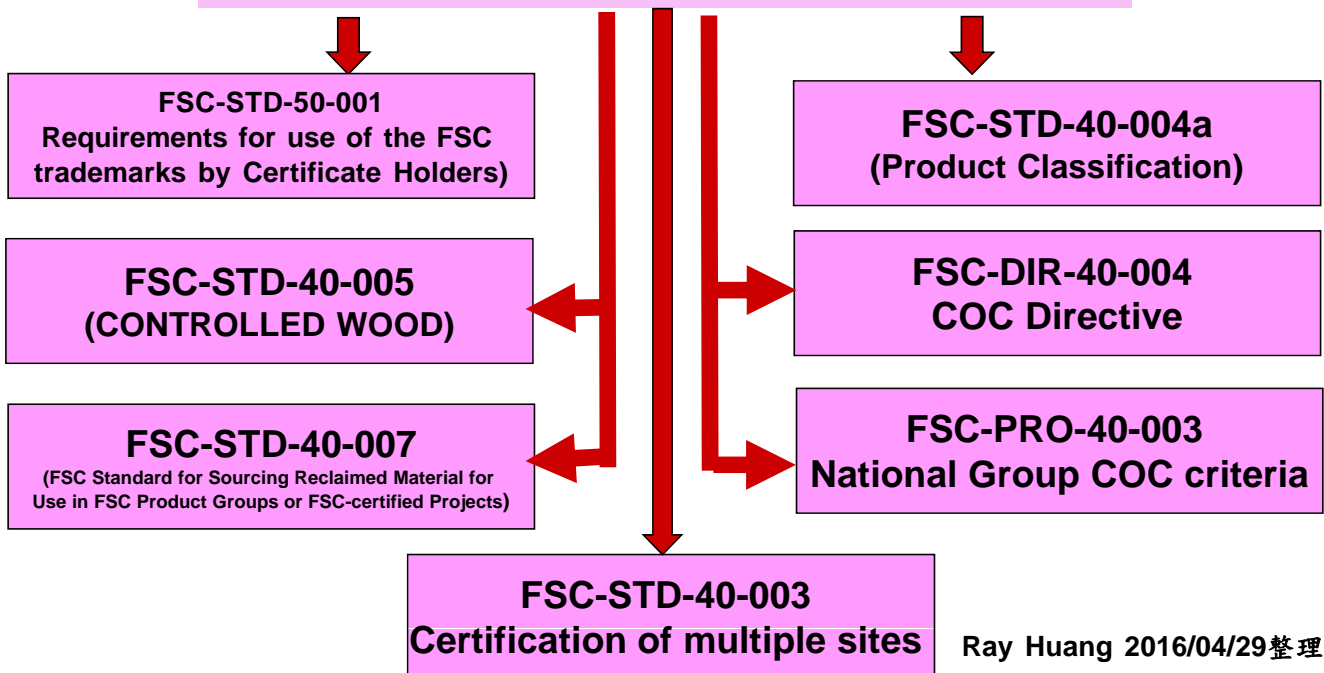 FSC-STD-50-001
Requirements for use of the FSC
trademarks by Certificate Holders)
FSC-STD-40-004a
(Product Classification)
FSC-STD-40-005
(CONTROLLED WOOD)
FSC-DIR-40-004
COC Directive
FSC-STD-40-007
(FSC Standard for Sourcing Reclaimed Material for
Use in FSC Product Groups or FSC-certified Projects)
FSC-PRO-40-003
National Group COC criteria
FSC-STD-40-003
Certification of multiple sites
Ray Huang 2016/04/29整理